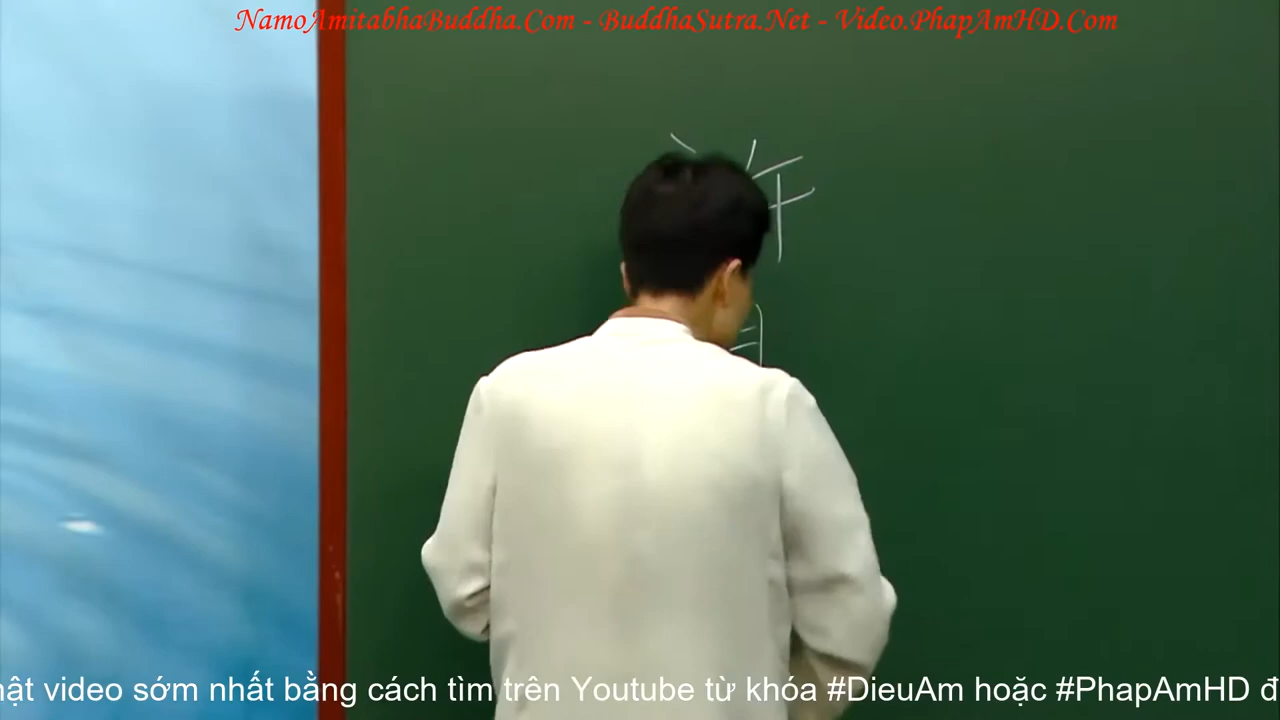 NamoAmitabhaBuddha.Com - BuddhaSutra.Net - Video.PhapAmHD.Com
hật video sớm nhất bằng cách tìm trên Youtube từ khóa #DieuAm hoặc #PhapAmHD đ